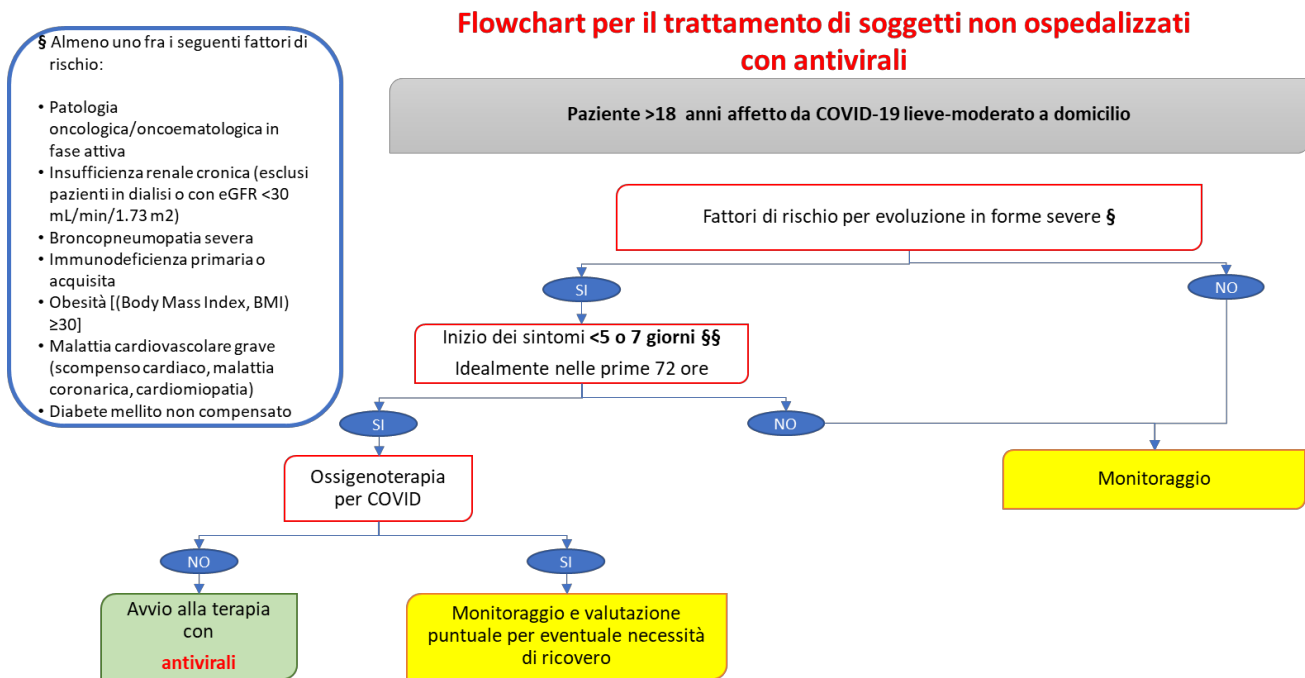 Flowchart per il trattamento di soggetti non ospedalizzati
con antivirali
§ Almeno uno fra i seguenti fattori di
rischio:
• Patologia
oncologica/oncoematologica in
fase attiva
• Insufficienza renale cronica (esclusi
pazienti in dialisi o con eGFR <30
mL/min/1.73 m2)
• Broncopneumopatia severa
• Immunodeficienza primaria o
acquisita
• Obesità [(Body Mass Index, BMI)
≥30]
• Malattia cardiovascolare grave
(scompenso cardiaco, malattia
coronarica, cardiomiopatia)
• Diabete mellito non compensato
Paziente >18 anni affetto da COVID-19 lieve-moderato a domicilio
Fattori di rischio per evoluzione in forme severe §
SI
NO
Inizio dei sintomi <5 o 7 giorni §§
Idealmente nelle prime 72 ore
SI
NO
Ossigenoterapia
per COVID
Monitoraggio
NO
SI
Avvio alla terapia
con
antivirali
Monitoraggio e valutazione
puntuale per eventuale necessità
di ricovero